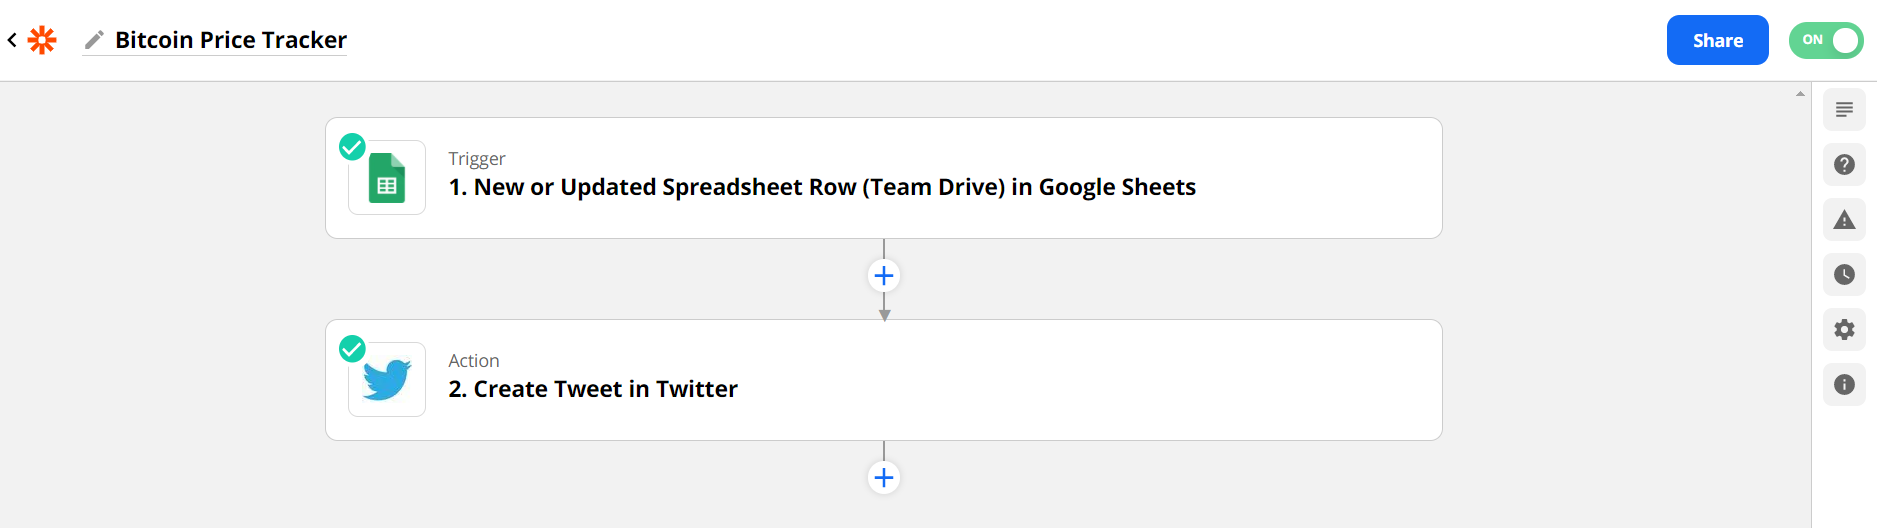 Bitcoin Price Tracker
Share
ON
Trigger
1. New or Updated Spreadsheet Row (Team Drive) in Google Sheets
Action
2. Create Tweet in Twitter